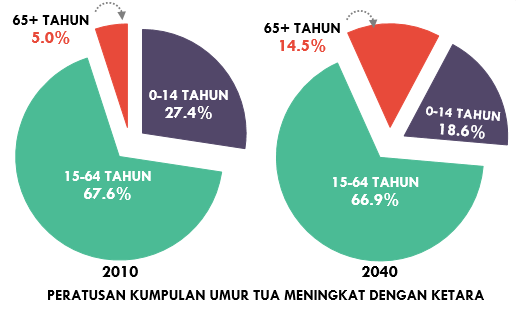 65+ TAHUN
5.0%
0-14 TAHUN
27.4%
15-64 TAHUN
67.6%
2010
65+ TAHUN
14.5%
0-14 TAHUN
18.6%
15-64 TAHUN
66.9%
2040
PERATUSAN KUMPULAN UMUR TUA MENINGKAT DENGAN KETARA